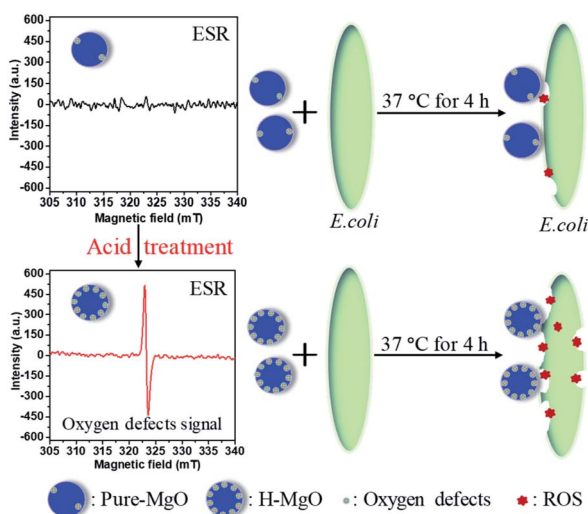 ESR
Intensity (a.u.)
600
450
300
150
0
-150
-300
-450
-600
305 310 315 320 325 330 335 340
Magnetic field (mT)
37 °C for 4 h
E.coli
E.coli
Acid treatment
ESR
Intensity (a.u.)
600
450
300
150
0
-150
-300
-450
-600
Oxygen defects signal
305 310 315 320 325 330 335 340
Magnetic field (mT)
37 °C for 4 h
: Pure-MgO : H-MgO : Oxygen defects : ROS